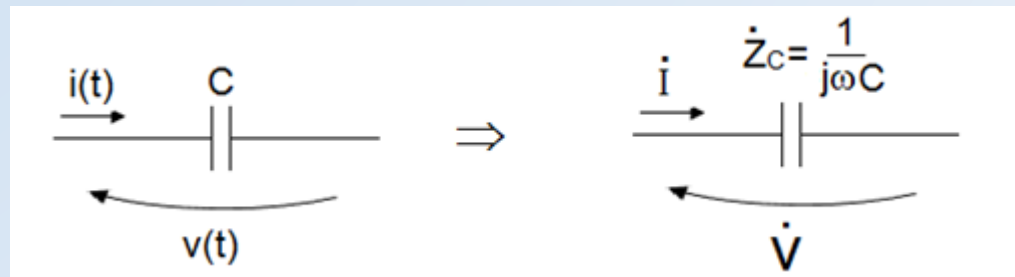 i(t)
C
v(t)
⇒
İ
Żc= 1/jωC
V̇